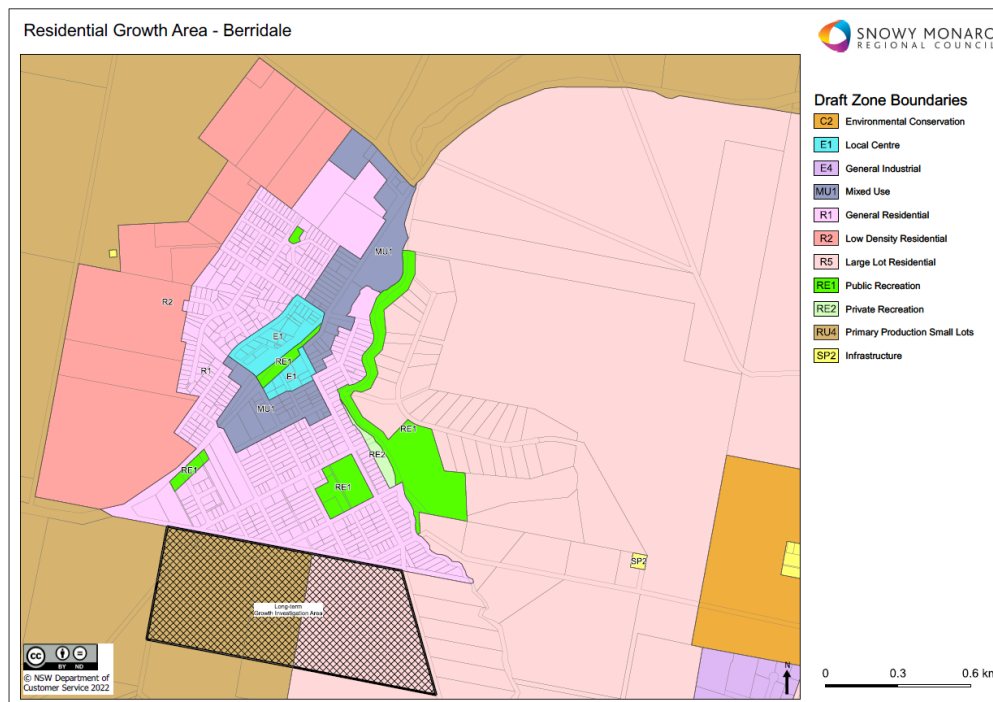 Residential Growth Area - Berridale
SNOWY MONARO
REGIONAL COUNCIL
Draft Zone Boundaries
C2 Environmental Conservation
E1 Local Centre
E4 General Industrial
MU1 Mixed Use
R1 General Residential
R2 Low Density Residential
R5 Large Lot Residential
RE1 Public Recreation
RE2 Private Recreation
RU4 Primary Production Small Lots
SP2 Infrastructure
MU1
R2
E1
RE1
R1
E1
MU1
RE1
RE2
RE1
RE1
SP2
Long-term
Growth Investigation Area
cc
BY ND
© NSW Department of
Customer Service 2022
N
0 0.3 0.6 km